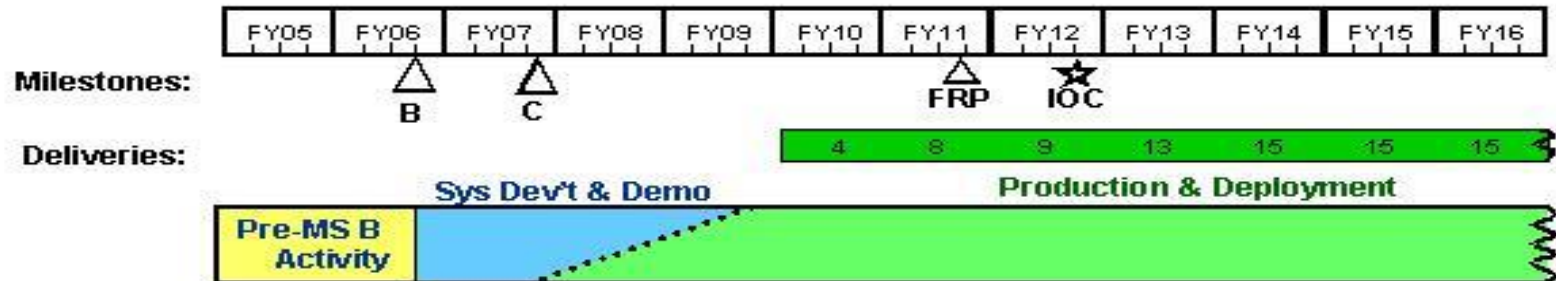 FY05 FY06 FY07 FY08 FY09 FY10 FY11 FY12 FY13 FY14 FY15 FY16
Milestones:
B C FRP IOC
Deliveries: 4 8 9 13 15 15 15
Sys Dev't & Demo Production & Deployment
Pre-MS B
Activity